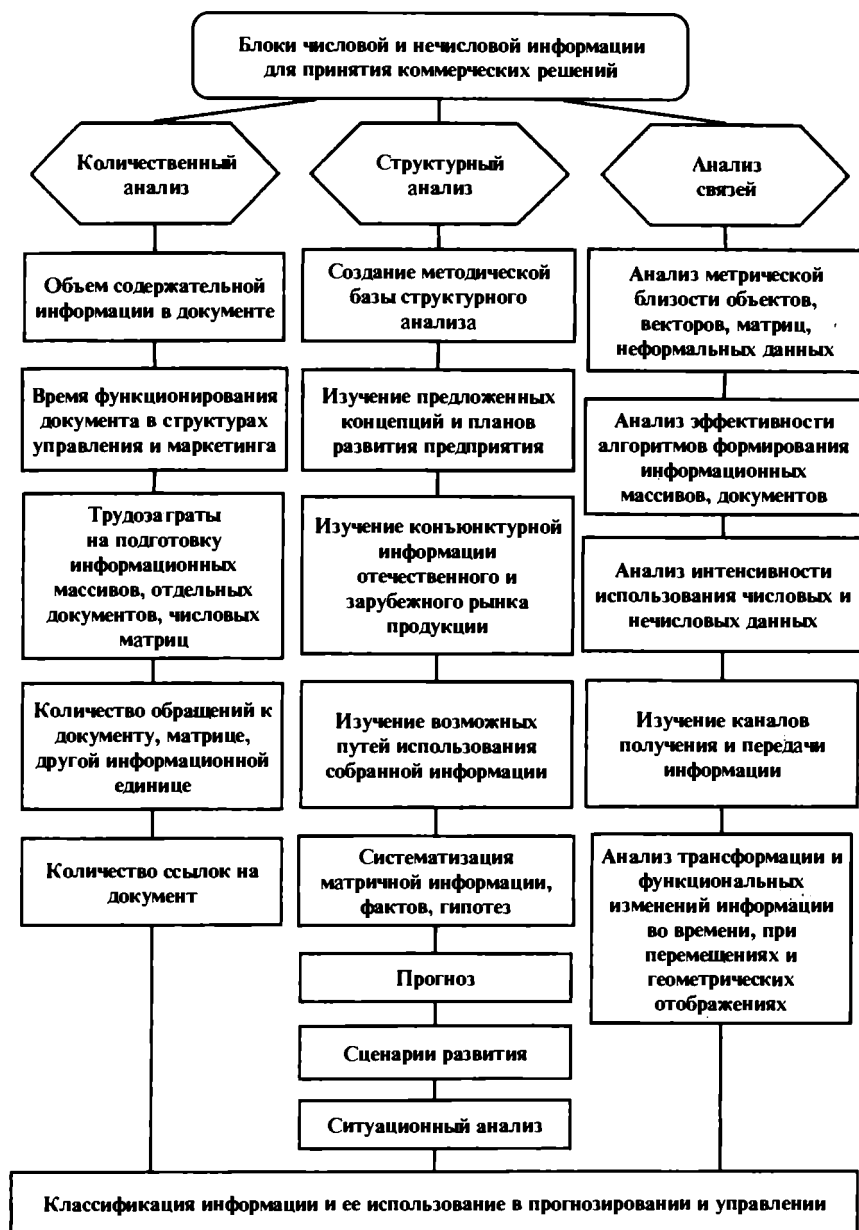 Блоки числовой и нечисловой информации
для принятия коммерческих решений
Количественный
анализ
Структурный
анализ
Анализ
связей
Объем содержательной
информации в документе
Время функционирования
документа в структурах
управления и маркетинга
Трудозаграты
на подготовку
информационных
массивов, отдельных
документов, числовых
матриц
Количество обращений к
документу, матрице,
другой информационной
единице
Количество ссылок на
документ
Создание методической
базы структурного
анализа
Изучение предложенных
концепций и планов
развития предприятия
Изучение конъюнктурной
информации
отечественного и
зарубежного рынка
продукции
Изучение возможных
путей использования
собранной информации
Систематизация
матричной информации,
фактов, гипотез
Прогноз
Сценарии развития
Ситуационный анализ
Анализ метрической
близости объектов,
векторов, матриц,
неформальных данных
Анализ эффективности
алгоритмов формирования
информационных
массивов, документов
Анализ интенсивности
использования числовых и
нечисловых данных
Изучение каналов
получения и передачи
информации
Анализ трансформации и
функциональных
изменений информации
во времени, при
перемещениях и
геометрических
отображениях
Классификация информации и ее использование в прогнозировании и управлении